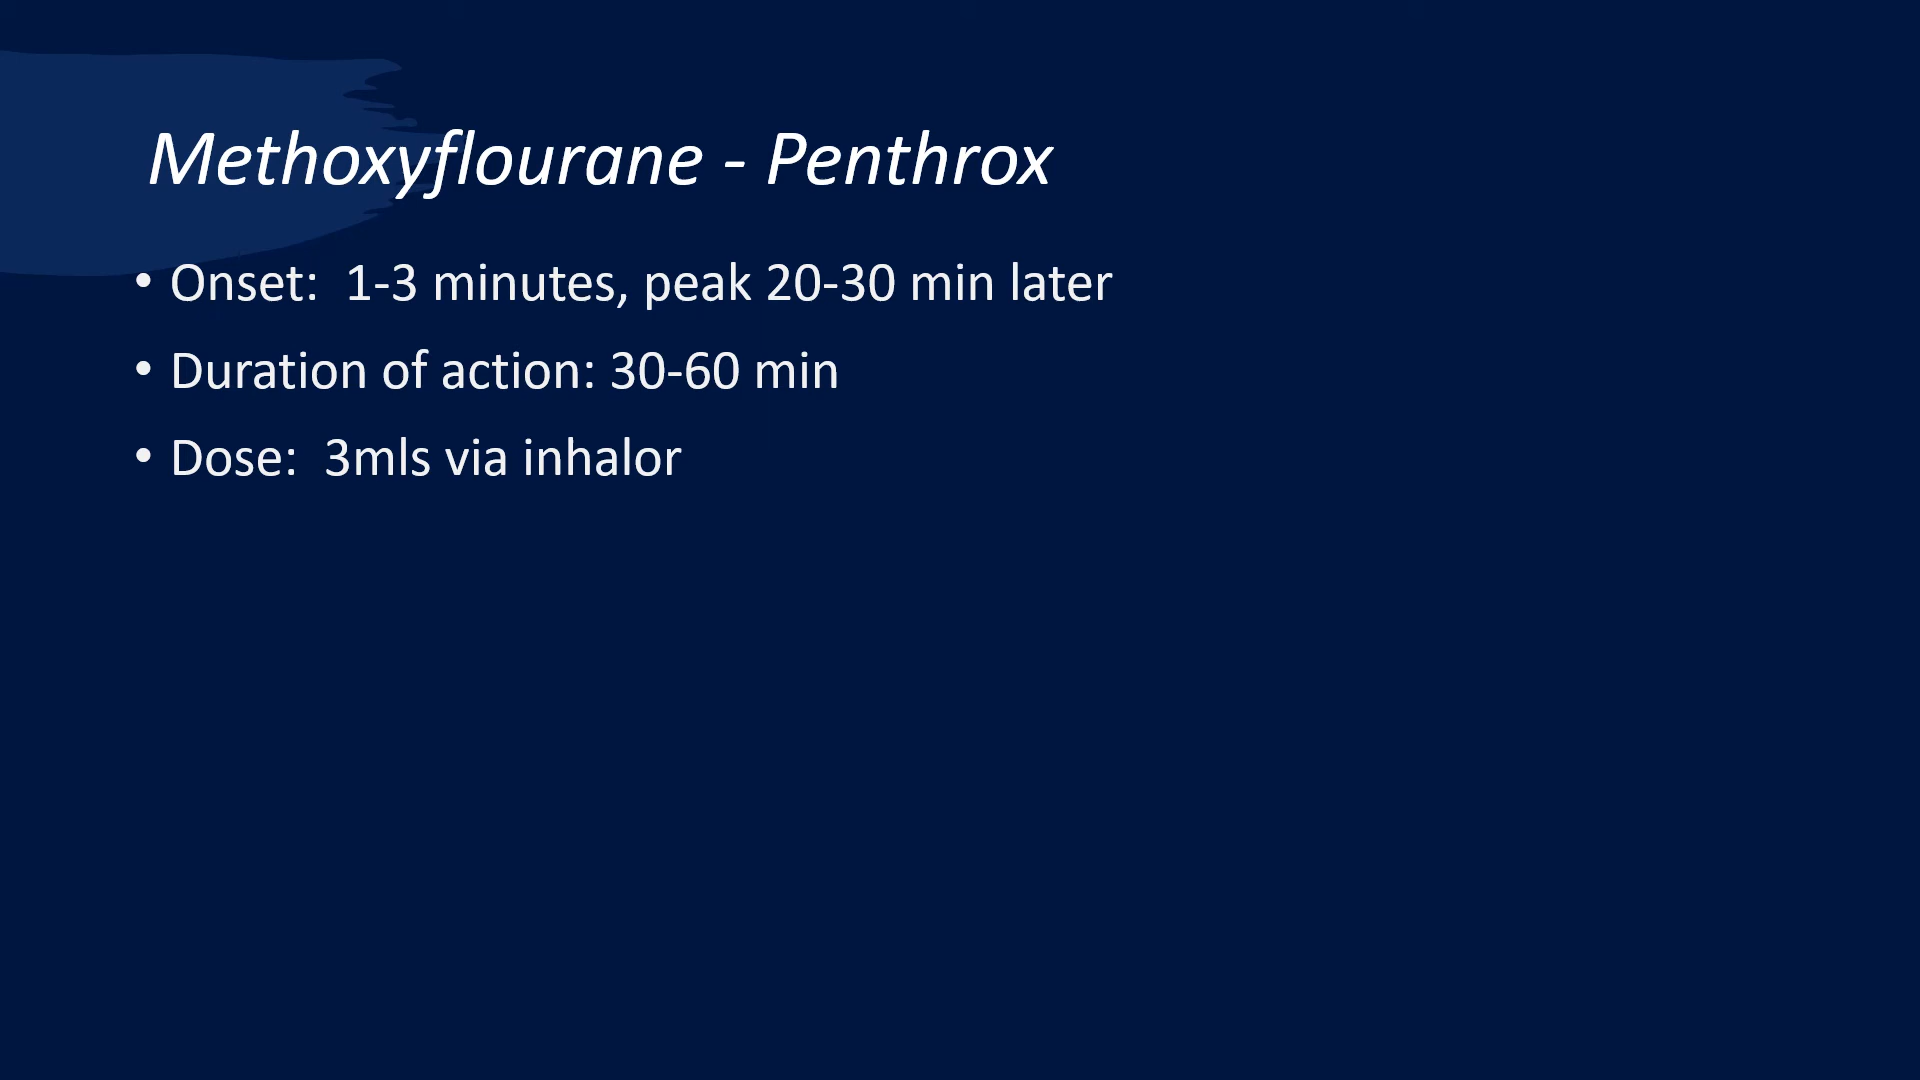 Methoxyflourane - Penthrox
• Onset:  1-3 minutes, peak 20-30 min later
• Duration of action: 30-60 min
• Dose:  3mls via inhalor